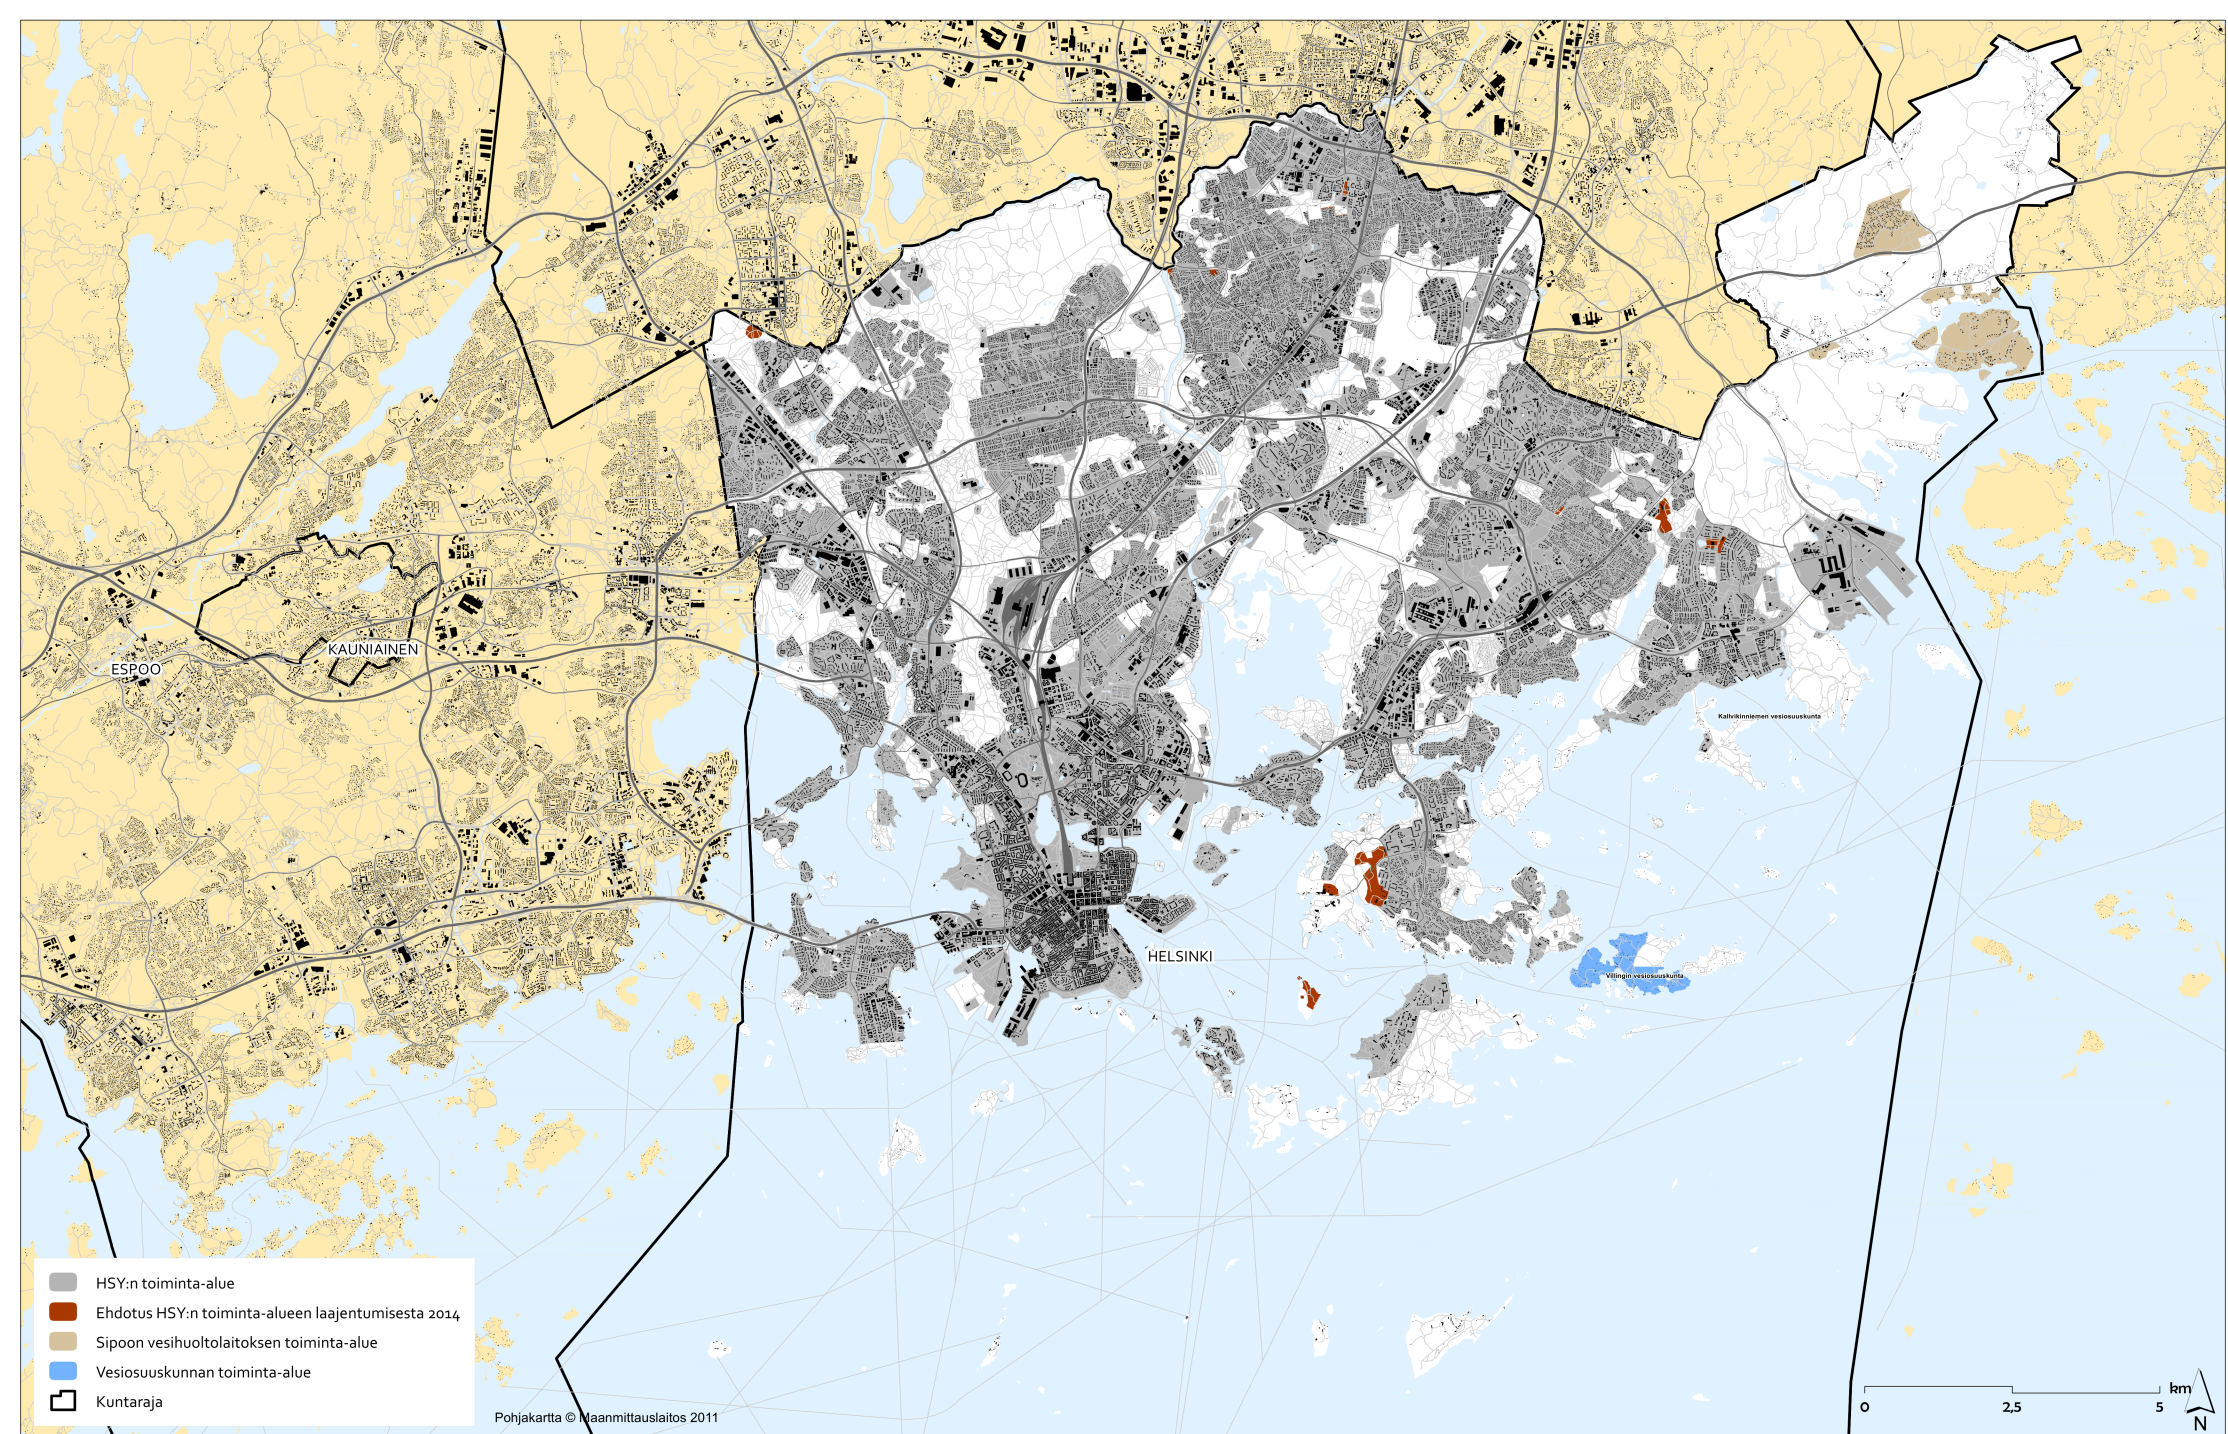 ESPOO
KAUNIAINEN
HELSINKI
Kallvikinniemen vesiosuuskunta
Villingin vesiosuuskunta
HSY:n toiminta-alue
Ehdotus HSY:n toiminta-alueen laajentumisesta 2014
Sipoon vesihuoltolaitoksen toiminta-alue
Vesiosuuskunnan toiminta-alue
Kuntaraja
Pohjakartta © Maanmittauslaitos 2011
km
0 2,5 5
N